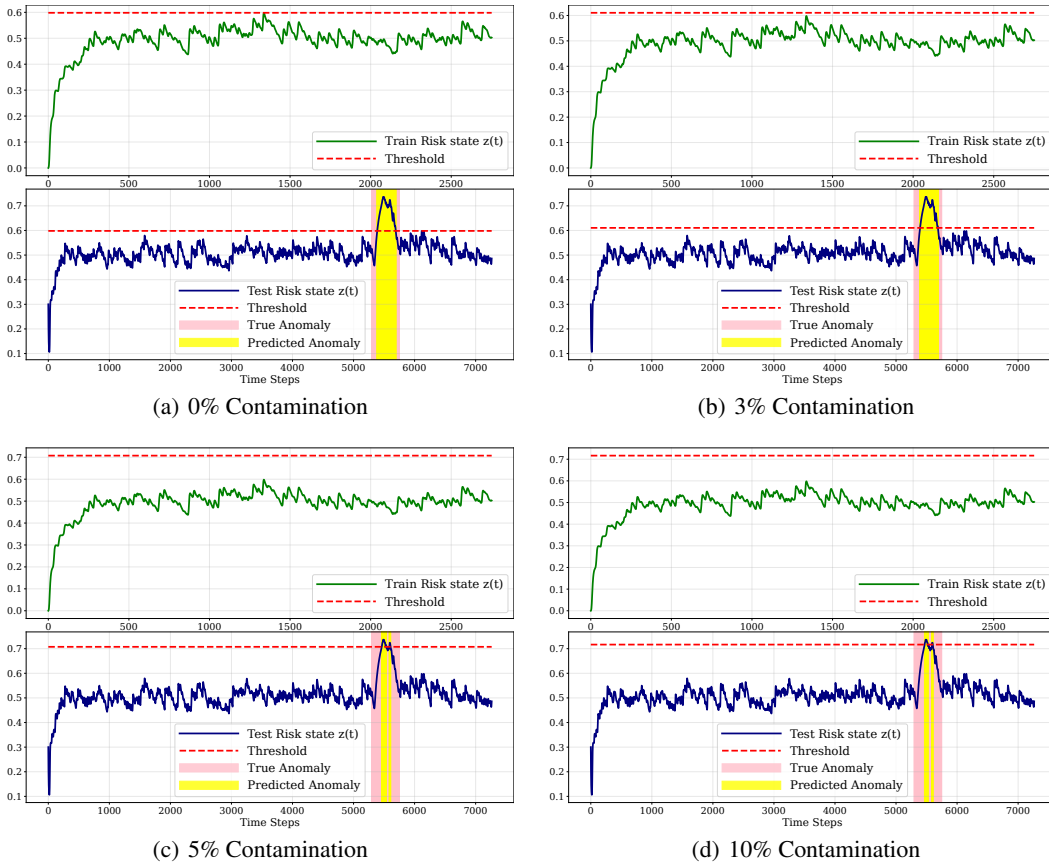 0.6
0.5
0.4
0.3
0.2
0.1
0.0
Train Risk state z(t)
Threshold
0 500 1000 1500 2000 2500
0.7
0.6
0.5
0.4
0.3
0.2
0.1
Test Risk state z(t)
Threshold
True Anomaly
Predicted Anomaly
0 1000 2000 3000 4000 5000 6000 7000
Time Steps
(a) 0% Contamination
0.6
0.5
0.4
0.3
0.2
0.1
0.0
Train Risk state z(t)
Threshold
0 500 1000 1500 2000 2500
0.7
0.6
0.5
0.4
0.3
0.2
0.1
Test Risk state z(t)
Threshold
True Anomaly
Predicted Anomaly
0 1000 2000 3000 4000 5000 6000 7000
Time Steps
(b) 3% Contamination
0.7
0.6
0.5
0.4
0.3
0.2
0.1
0.0
Train Risk state z(t)
Threshold
0 500 1000 1500 2000 2500
0.7
0.6
0.5
0.4
0.3
0.2
0.1
Test Risk state z(t)
Threshold
True Anomaly
Predicted Anomaly
0 1000 2000 3000 4000 5000 6000 7000
Time Steps
(c) 5% Contamination
0.7
0.6
0.5
0.4
0.3
0.2
0.1
0.0
Train Risk state z(t)
Threshold
0 500 1000 1500 2000 2500
0.7
0.6
0.5
0.4
0.3
0.2
0.1
Test Risk state z(t)
Threshold
True Anomaly
Predicted Anomaly
0 1000 2000 3000 4000 5000 6000 7000
Time Steps
(d) 10% Contamination